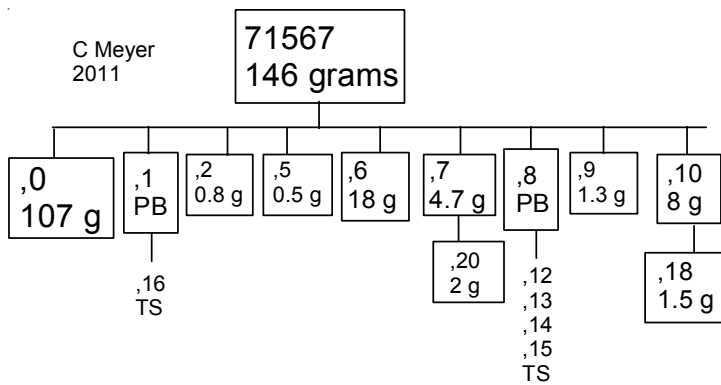 C Meyer
2011
71567
146 grams
,0
107 g
,1
PB
,2
0.8 g
,5
0.5 g
,6
18 g
,7
4.7 g
,8
PB
,9
1.3 g
,10
8 g
,16
TS
,20
2 g
,12
,13
,14
,15
TS
,18
1.5 g